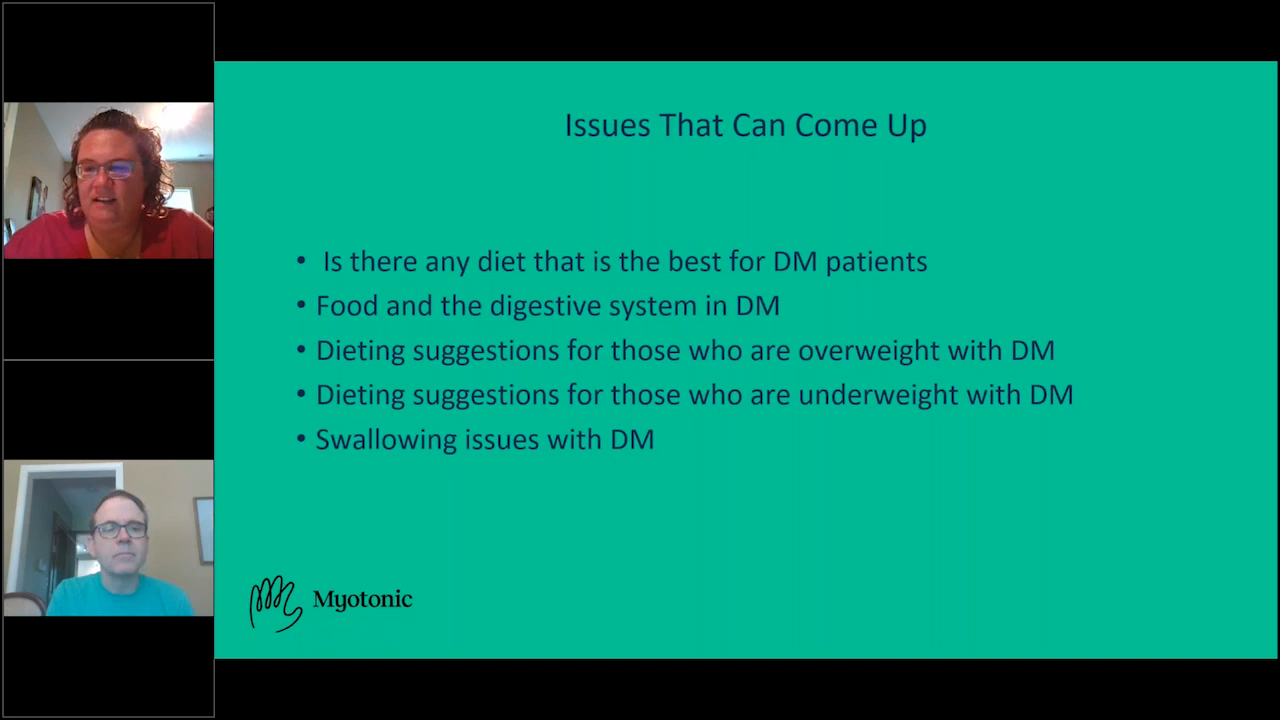 Issues That Can Come Up
• Is there any diet that is the best for DM patients
• Food and the digestive system in DM
• Dieting suggestions for those who are overweight with DM
• Dieting suggestions for those who are underweight with DM
• Swallowing issues with DM
Myotonic